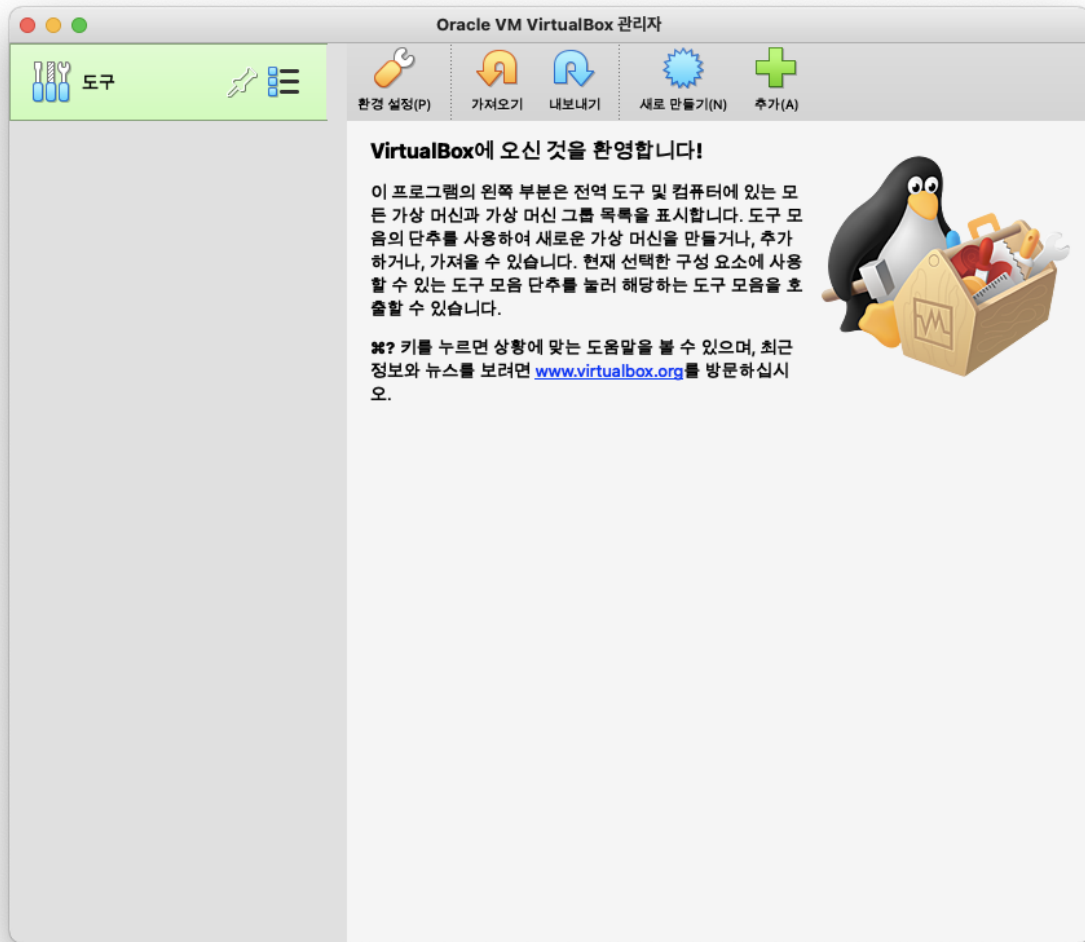 Oracle VM VirtualBox 관리자
도구
환경 설정(P)
가져오기
내보내기
새로 만들기(N)
추가(A)
VirtualBox에 오신 것을 환영합니다!
이 프로그램의 왼쪽 부분은 전역 도구 및 컴퓨터에 있는 모
든 가상 머신과 가상 머신 그룹 목록을 표시합니다. 도구 모
음의 단추를 사용하여 새로운 가상 머신을 만들거나, 추가
하거나, 가져올 수 있습니다. 현재 선택한 구성 요소에 사용
할 수 있는 도구 모음 단추를 눌러 해당하는 도구 모음을 호
출할 수 있습니다.
⌘? 키를 누르면 상황에 맞는 도움말을 볼 수 있으며, 최근
정보와 뉴스를 보려면 www.virtualbox.org를 방문하십시
오.